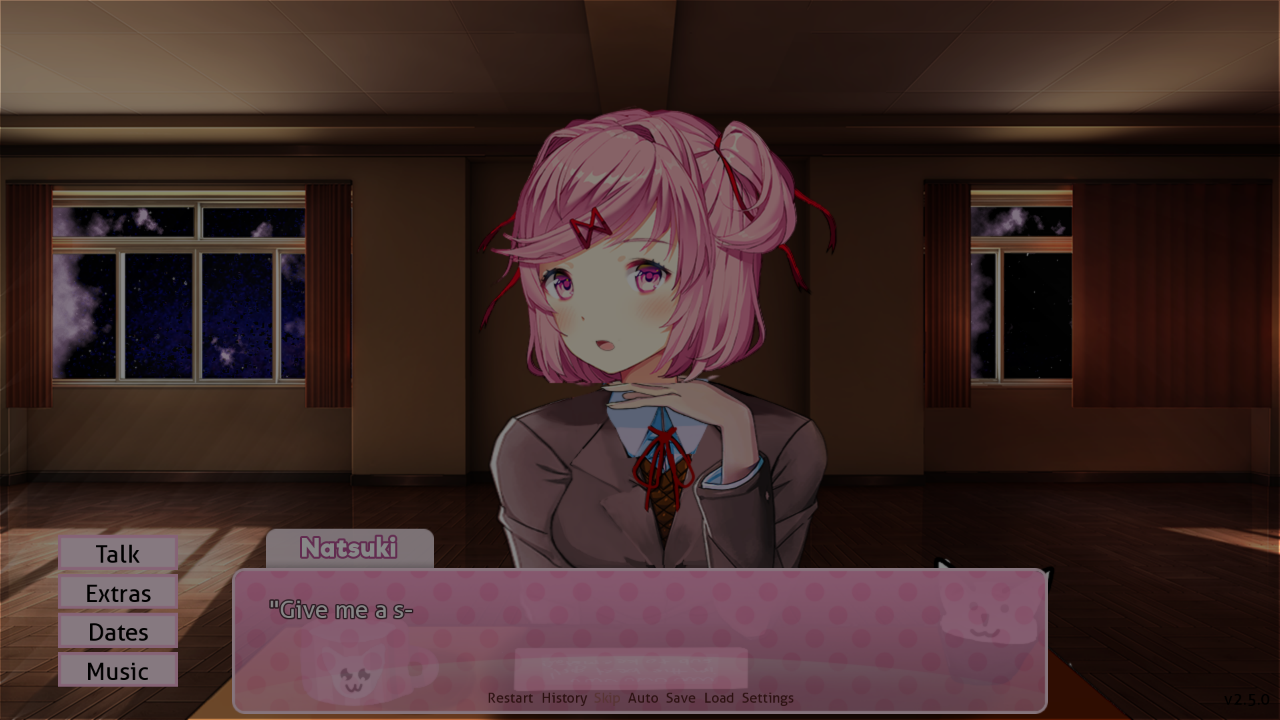 Talk
Extras
Dates
Music
Natsuki
"Give me a s-
Restart History Skip Auto Save Load Settings
v2.5.0